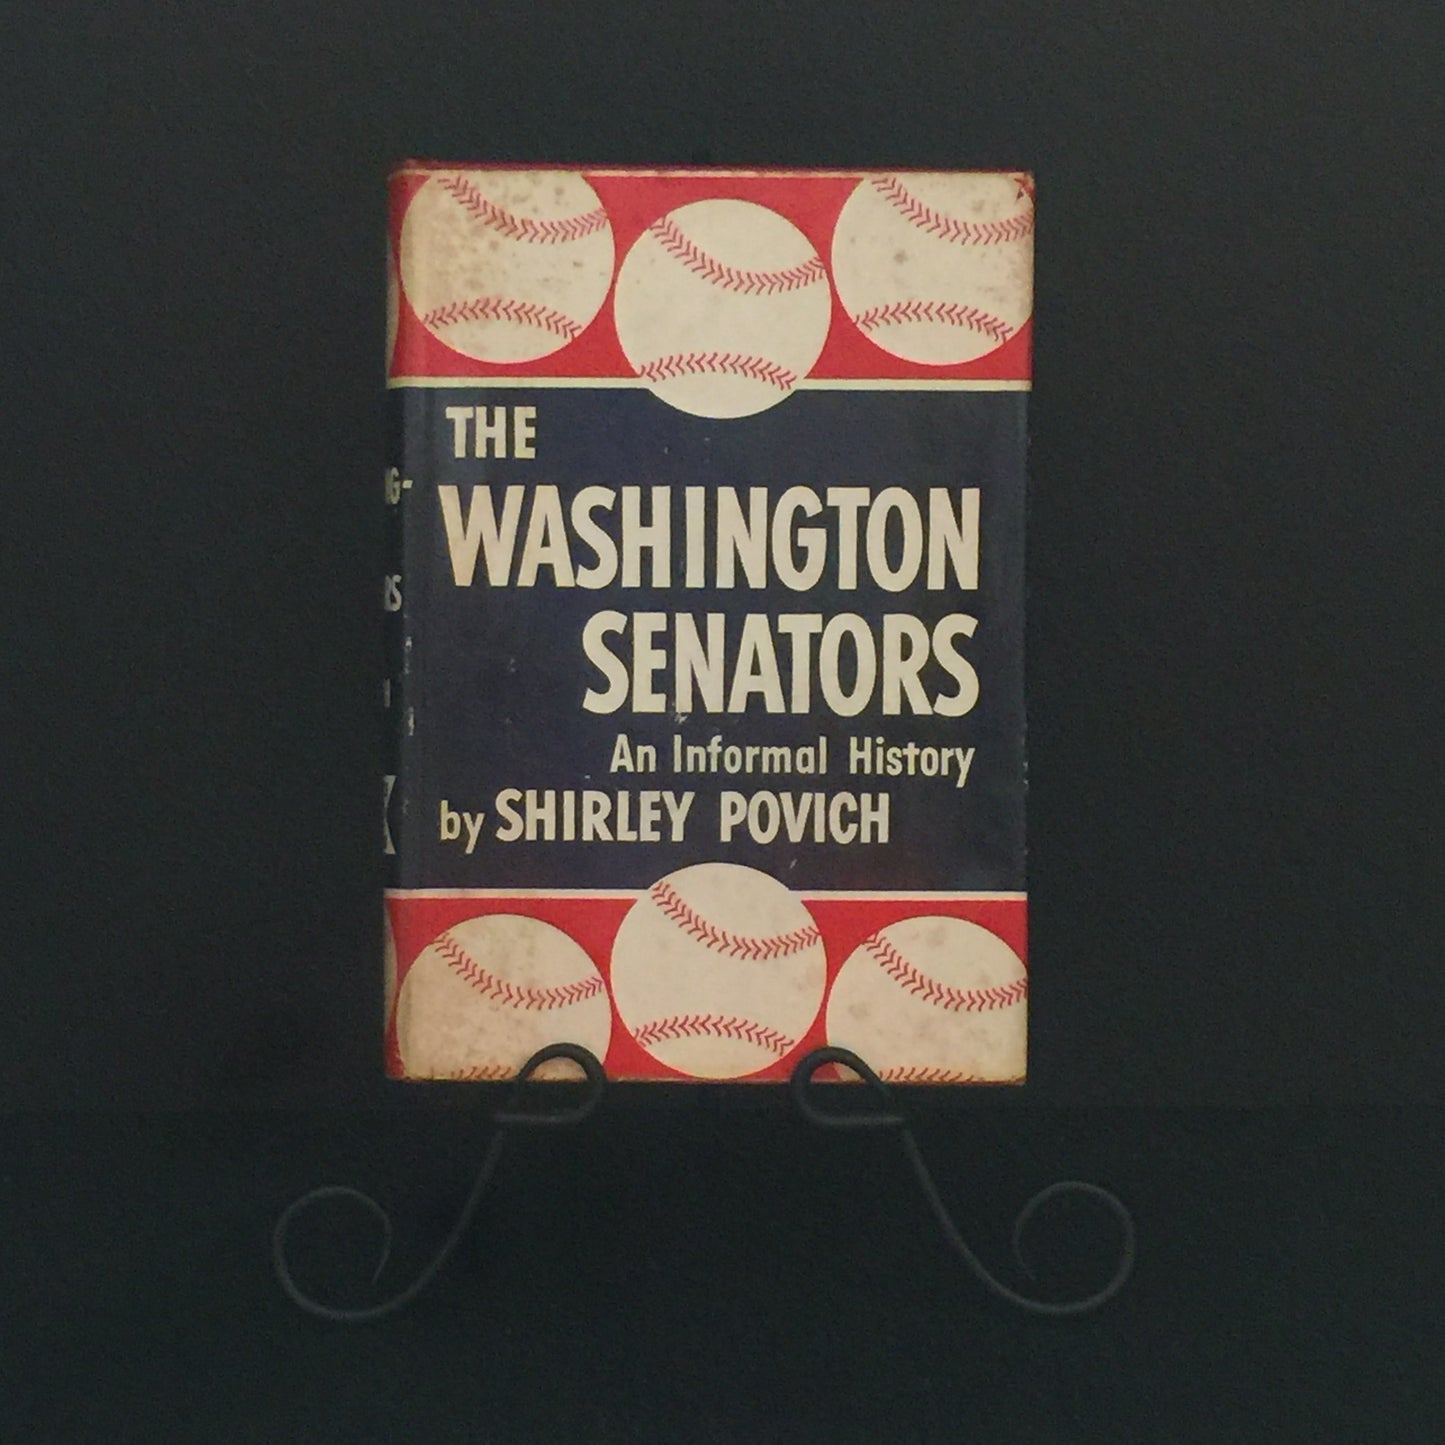 THE
WASHINGTON
SENATORS
An Informal History
by SHIRLEY POVICH